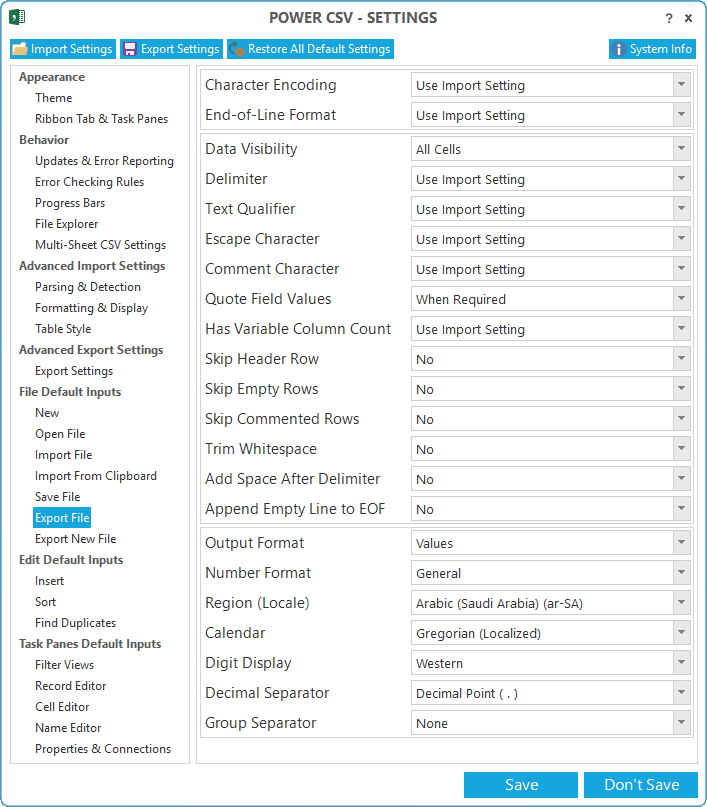 POWER CSV - SETTINGS
?
x
Import Settings
Export Settings
Restore All Default Settings
System Info
Appearance
Theme
Ribbon Tab & Task Panes
Behavior
Updates & Error Reporting
Error Checking Rules
Progress Bars
File Explorer
Multi-Sheet CSV Settings
Advanced Import Settings
Parsing & Detection
Formatting & Display
Table Style
Advanced Export Settings
Export Settings
File Default Inputs
New
Open File
Import File
Import From Clipboard
Save File
Export File
Export New File
Edit Default Inputs
Insert
Sort
Find Duplicates
Task Panes Default Inputs
Filter Views
Record Editor
Cell Editor
Name Editor
Properties & Connections
Character Encoding Use Import Setting
End-of-Line Format Use Import Setting
Data Visibility All Cells
Delimiter Use Import Setting
Text Qualifier Use Import Setting
Escape Character Use Import Setting
Comment Character Use Import Setting
Quote Field Values When Required
Has Variable Column Count Use Import Setting
Skip Header Row No
Skip Empty Rows No
Skip Commented Rows No
Trim Whitespace No
Add Space After Delimiter No
Append Empty Line to EOF No
Output Format Values
Number Format General
Region (Locale) Arabic (Saudi Arabia) (ar-SA)
Calendar Gregorian (Localized)
Digit Display Western
Decimal Separator Decimal Point ( . )
Group Separator None
Save
Don't Save